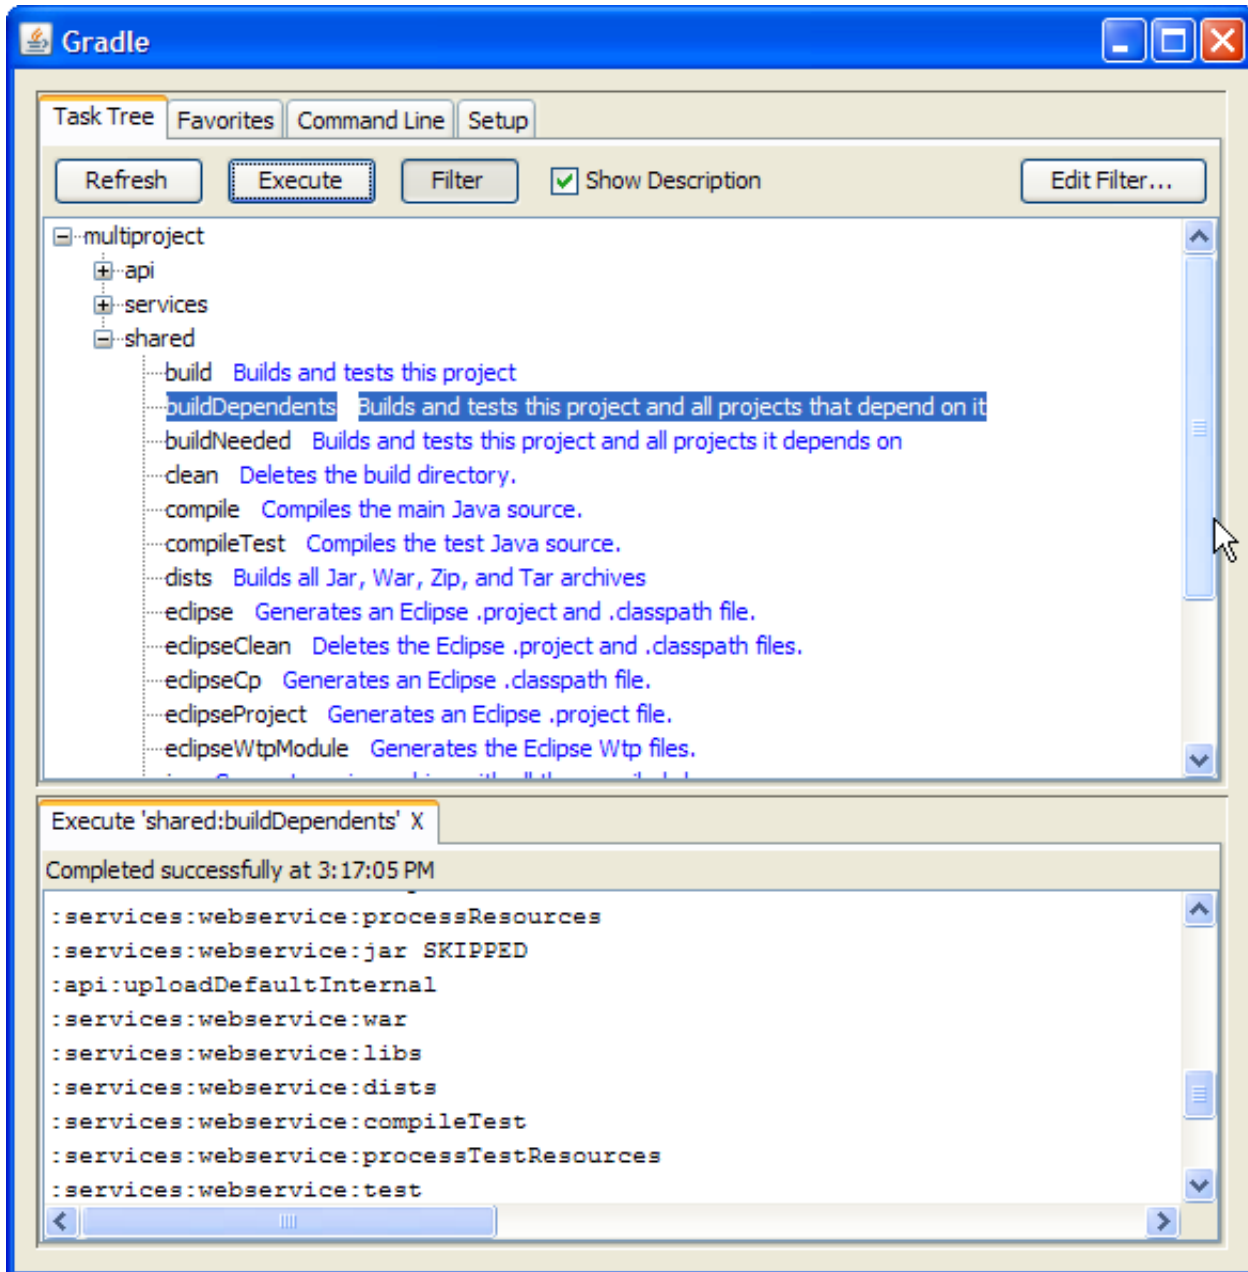 Gradle
Task Tree Favorites Command Line Setup
Refresh Execute Filter Show Description Edit Filter...
multiproject
api
services
shared
build Builds and tests this project
buildDependents Builds and tests this project and all projects that depend on it
buildNeeded Builds and tests this project and all projects it depends on
clean Deletes the build directory.
compile Compiles the main Java source.
compileTest Compiles the test Java source.
dists Builds all Jar, War, Zip, and Tar archives
eclipse Generates an Eclipse .project and .classpath file.
eclipseClean Deletes the Eclipse .project and .classpath files.
eclipseCp Generates an Eclipse .classpath file.
eclipseProject Generates an Eclipse .project file.
eclipseWtpModule Generates the Eclipse Wtp files.
Execute 'shared:buildDependents' X
Completed successfully at 3:17:05 PM
:services:webservice:processResources
:services:webservice:jar SKIPPED
:api:uploadDefaultInternal
:services:webservice:war
:services:webservice:libs
:services:webservice:dists
:services:webservice:compileTest
:services:webservice:processTestResources
:services:webservice:test